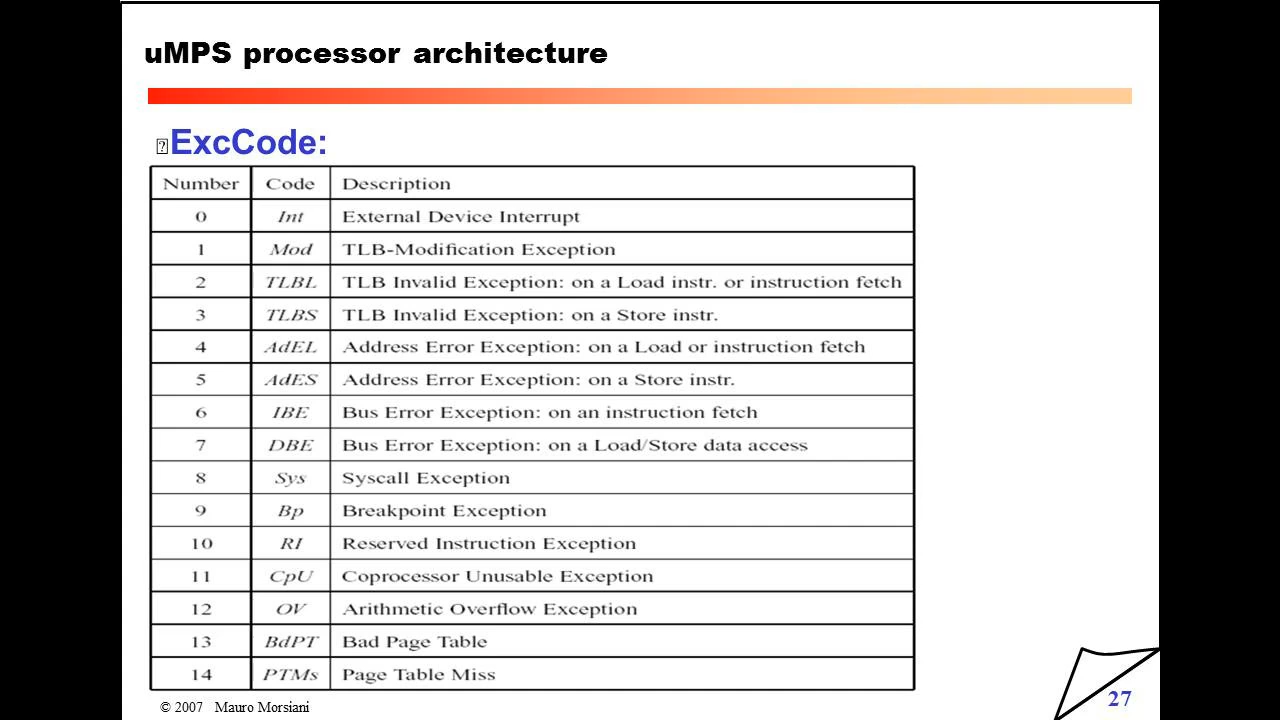 uMPS processor architecture
ExcCode:
Number Code Description
0 Int External Device Interrupt
1 Mod TLB-Modification Exception
2 TLBL TLB Invalid Exception: on a Load instr. or instruction fetch
3 TLBS TLB Invalid Exception: on a Store instr.
4 AdEL Address Error Exception: on a Load or instruction fetch
5 AdES Address Error Exception: on a Store instr.
6 IBE Bus Error Exception: on an instruction fetch
7 DBE Bus Error Exception: on a Load/Store data access
8 Sys Syscall Exception
9 Bp Breakpoint Exception
10 RI Reserved Instruction Exception
11 CpU Coprocessor Unusable Exception
12 OV Arithmetic Overflow Exception
13 BdPT Bad Page Table
14 PTMs Page Table Miss
© 2007 Mauro Morsiani
27